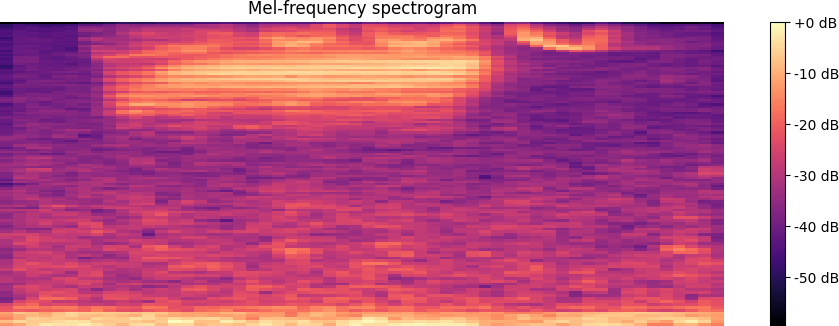 Mel-frequency spectrogram
+0 dB
-10 dB
-20 dB
-30 dB
-40 dB
-50 dB